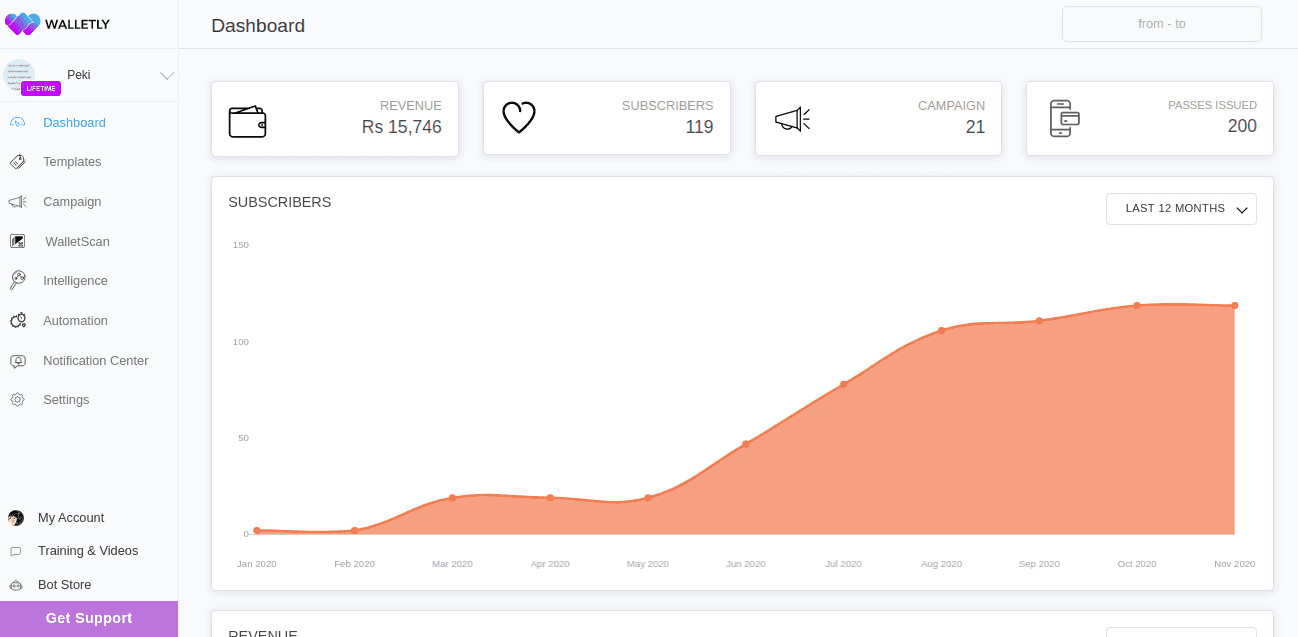 WALLETLY
Peki
LIFETIME
Dashboard
Templates
Campaign
WalletScan
Intelligence
Automation
Notification Center
Settings
My Account
Training & Videos
Bot Store
Get Support
Dashboard
from - to
REVENUE
Rs 15,746
SUBSCRIBERS
119
CAMPAIGN
21
PASSES ISSUED
200
SUBSCRIBERS
LAST 12 MONTHS
150
100
50
0
Jan 2020 Feb 2020 Mar 2020 Apr 2020 May 2020 Jun 2020 Jul 2020 Aug 2020 Sep 2020 Oct 2020 Nov 2020
REVENUE